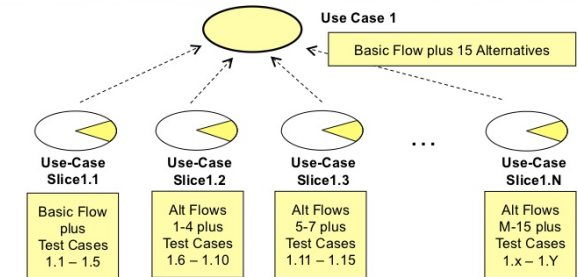 Use Case 1
Basic Flow plus 15 Alternatives
...
Use-Case
Slice1.1
Use-Case
Slice1.2
Use-Case
Slice1.3
Use-Case
Slice1.N
Basic Flow
plus
Test Cases
1.1 – 1.5
Alt Flows
1-4 plus
Test Cases
1.6 – 1.10
Alt Flows
5-7 plus
Test Cases
1.11 – 1.15
Alt Flows
M-15 plus
Test Cases
1.x – 1.Y